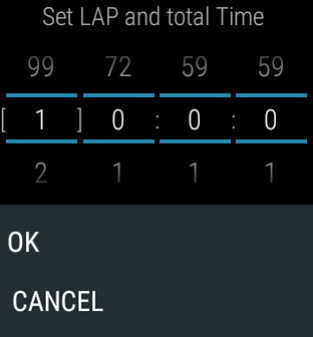 Set LAP and total Time
99 72 59 59
[ 1 ] 0 : 0 : 0
2 1 1 1
OK
CANCEL